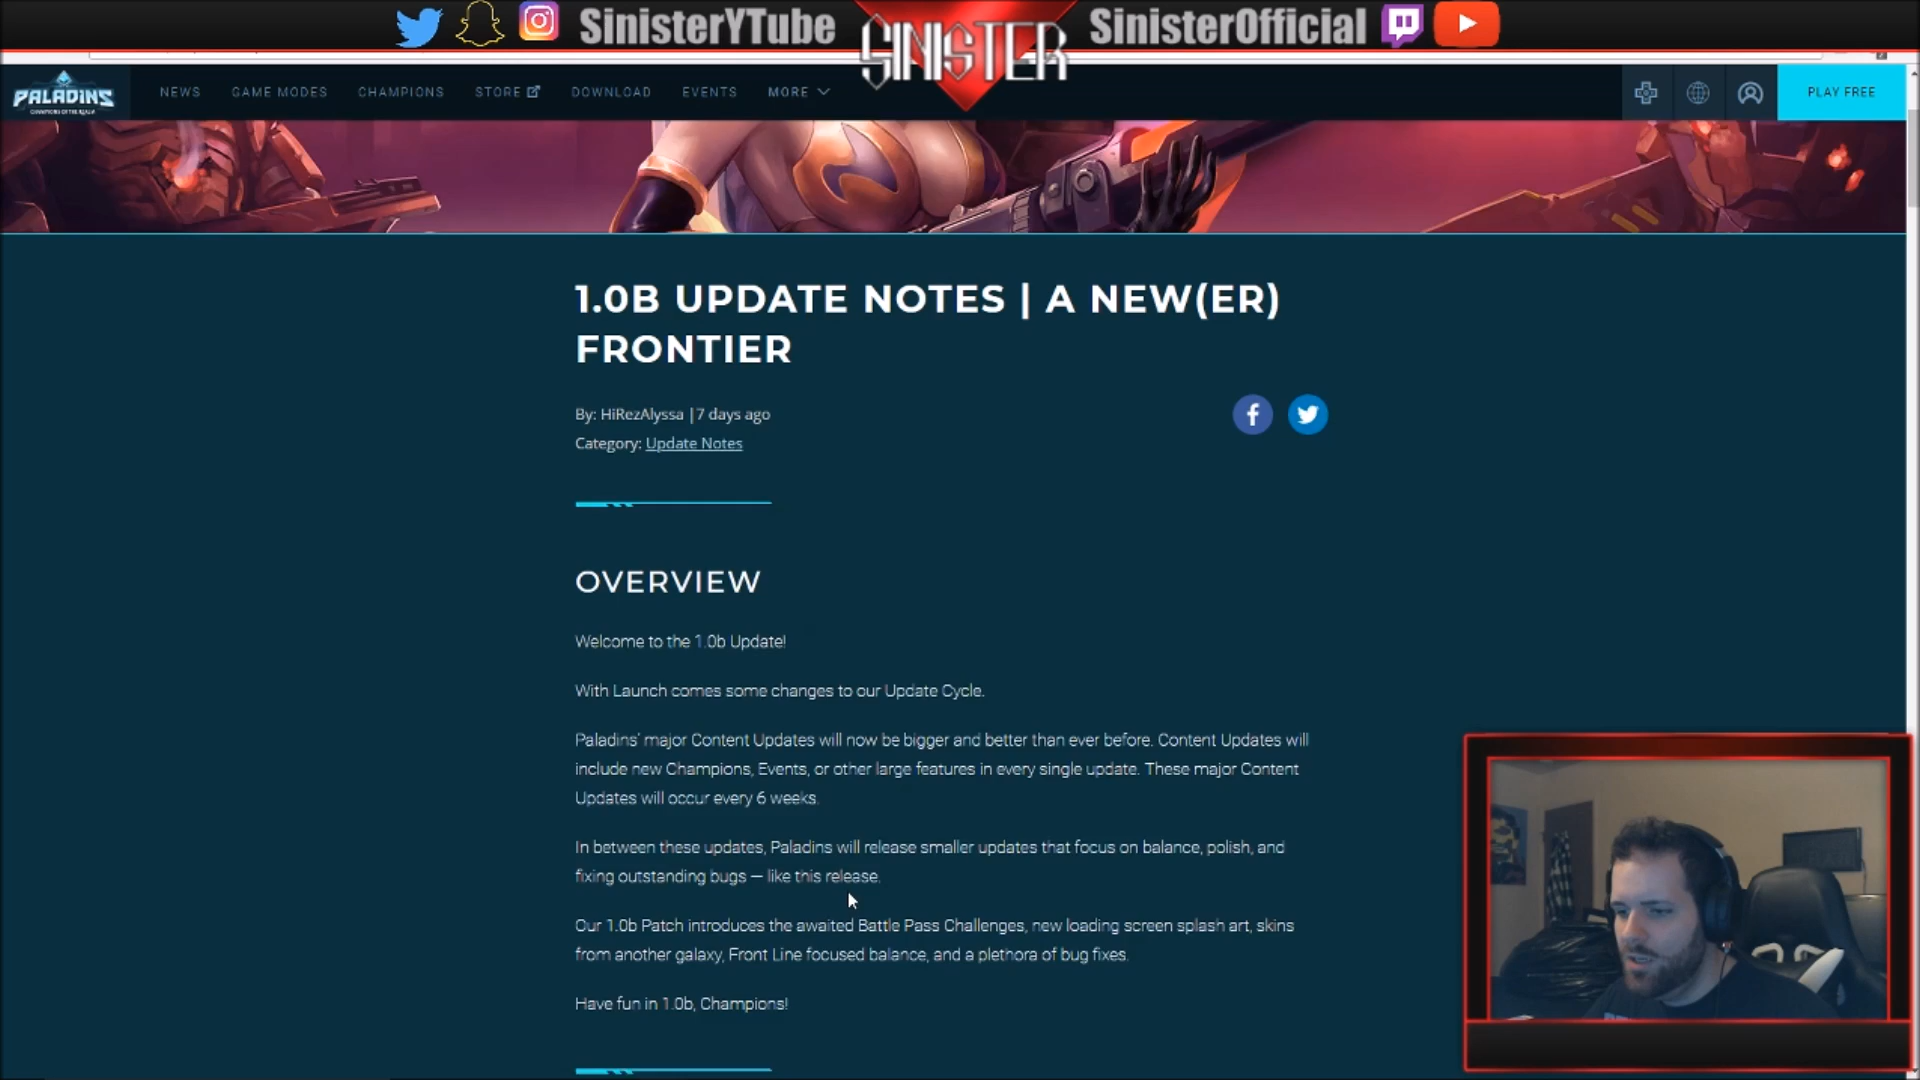 SinisterYTube
SINISTER
SinisterOfficial
PALADINS
CHAMPIONS OF THE REALM
NEWS
GAME MODES
CHAMPIONS
STORE
DOWNLOAD
EVENTS
MORE
PLAY FREE
1.0B UPDATE NOTES | A NEW(ER)
FRONTIER
By: HiRezAlyssa |7 days ago
Category: Update Notes
OVERVIEW
Welcome to the 1.0b Update!
With Launch comes some changes to our Update Cycle.
Paladins’ major Content Updates will now be bigger and better than ever before. Content Updates will
include new Champions, Events, or other large features in every single update. These major Content
Updates will occur every 6 weeks.
In between these updates, Paladins will release smaller updates that focus on balance, polish, and
fixing outstanding bugs — like this release.
Our 1.0b Patch introduces the awaited Battle Pass Challenges, new loading screen splash art, skins
from another galaxy, Front Line focused balance, and a plethora of bug fixes.
Have fun in 1.0b, Champions!